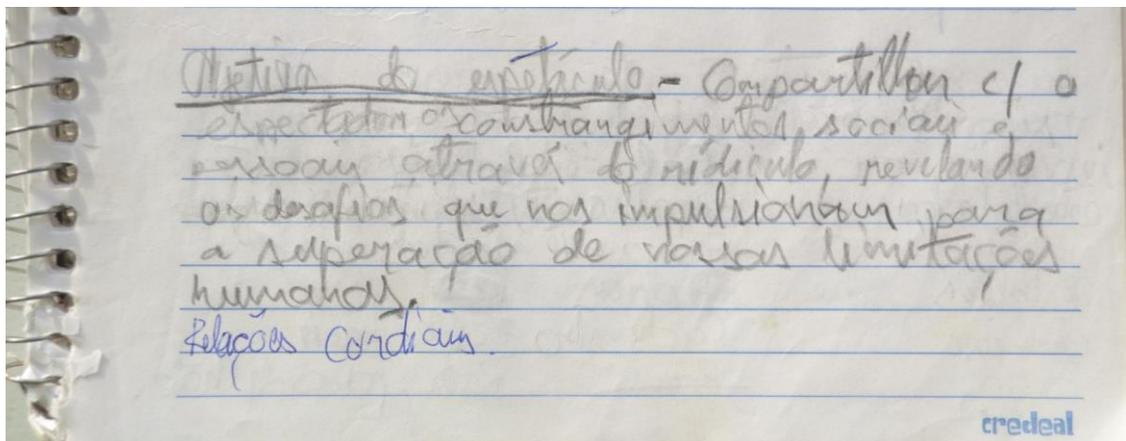 Objetivo do espetáculo - Compartilhar c/ o
espectador os constrangimentos sociais e
pessoais através do ridículo, revelando
os desafios que nos impulsionam para
a superação de nossas limitações
humanas.
Relações Cordiais.
credeal